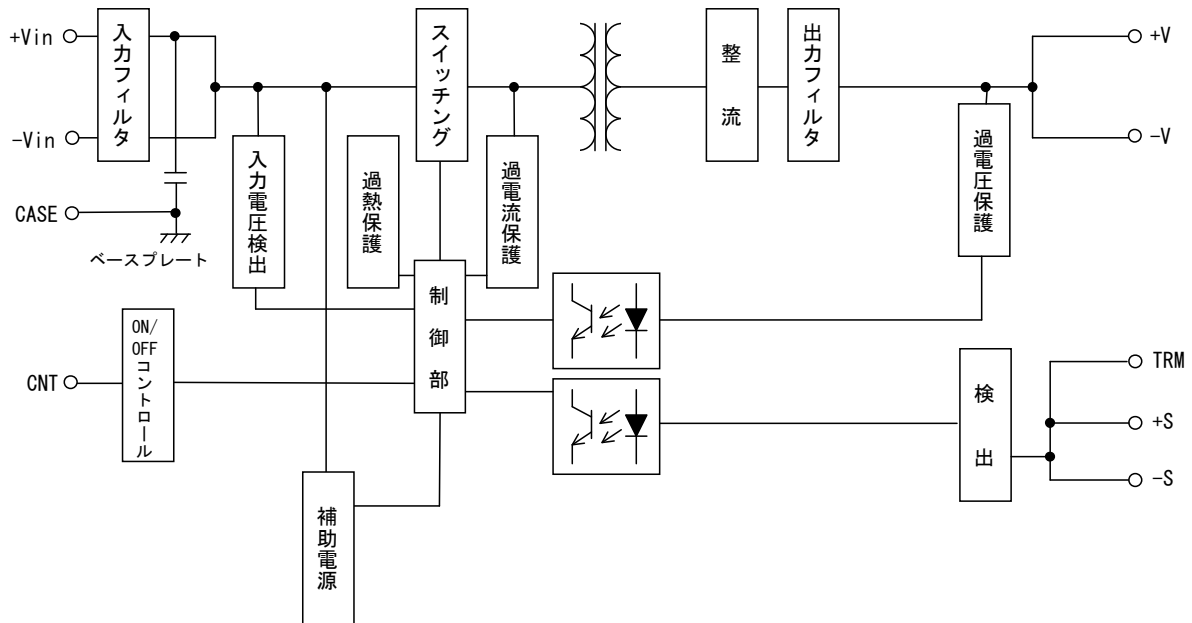 +Vin
-Vin
CASE
CNT
入力フィルタ
ベースプレート
入力電圧検出
ON/
OFF
コントロール
補助電源
過熱保護
スイッチング
制御部
過電流保護
整流
出力フィルタ
過電圧保護
検出
+V
-V
TRM
+S
-S